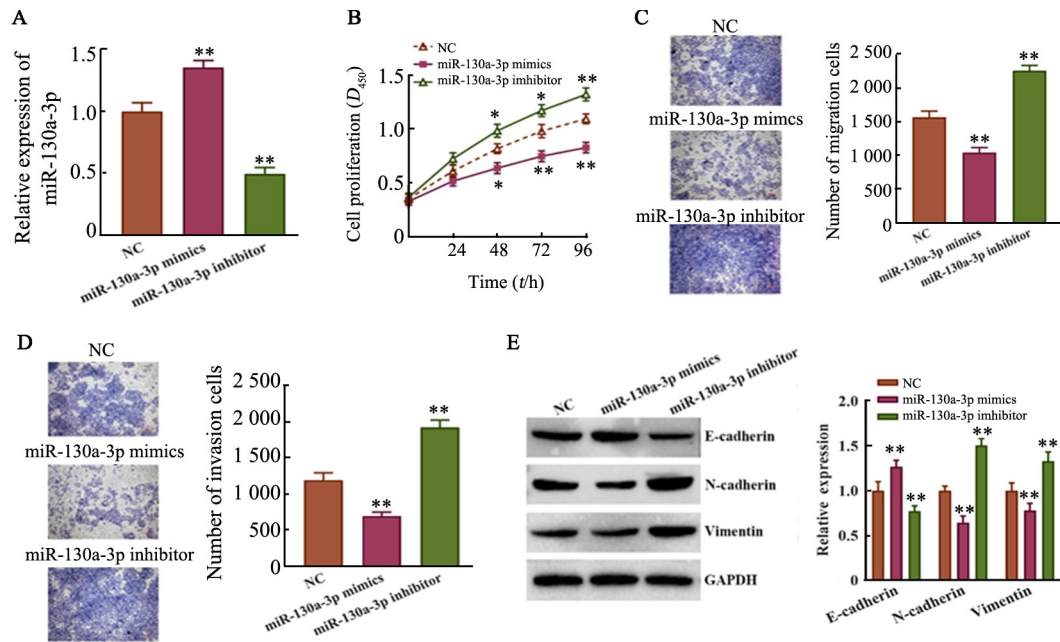 A
Relative expression of
miR-130a-3p
1.5
1.0
0.5
0
**
**
NC
miR-130a-3p mimics
miR-130a-3p inhibitor
B
NC
miR-130a-3p mimics
miR-130a-3p imhibitor
Cell proliferation (D450)
1.5
1.0
0.5
0
*
*
**
*
**
**
24
48
72
96
Time (t/h)
C
NC
miR-130a-3p mimcs
miR-130a-3p inhibitor
Number of migration cells
2 500
2 000
1 500
1 000
500
0
**
**
NC
miR-130a-3p mimics
miR-130a-3p inhibitor
D
NC
miR-130a-3p mimics
miR-130a-3p inhibitor
Number of invasion cells
2 500
2 000
1 500
1 000
500
0
**
**
NC
miR-130a-3p mimics
miR-130a-3p inhibitor
E
NC
miR-130a-3p mimics
miR-130a-3p inhibitor
E-cadherin
N-cadherin
Vimentin
GAPDH
NC
miR-130a-3p mimics
miR-130a-3p imhibitor
Relative expression
2.0
1.5
1.0
0.5
0
**
**
**
**
**
**
E-cadherin
N-cadherin
Vimentin